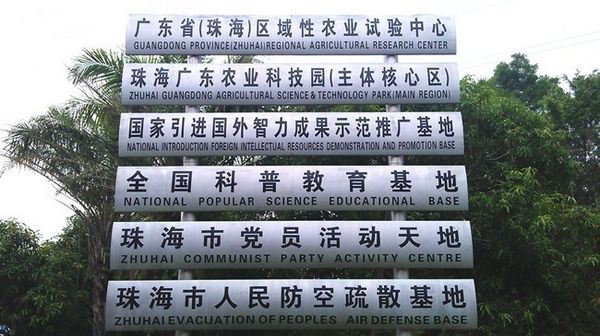 广东省(珠海)区域性农业试验中心
GUANGDONG PROVINCE(ZHUHAI)REGIONAL AGRICULTURAL RESEARCH CENTER
珠海广东农业科技园(主体核心区)
ZHUHAI GUANGDONG AGRICULTURAL SCIENCE & TECHNOLOGY PARK(MAIN REGION)
国家引进国外智力成果示范推广基地
NATIONAL INTRODUCTION FOREIGN INTELLECTUAL RESOURCES DEMONSTRATION AND PROMOTION BASE
全国科普教育基地
NATIONAL POPULAR SCIENCE EDUCATIONAL BASE
珠海市党员活动天地
ZHUHAI COMMUNIST PARTY ACTIVITY CENTRE
珠海市人民防空疏散基地
ZHUHAI EVACUATION OF PEOPLES AIR DEFENSE BASE